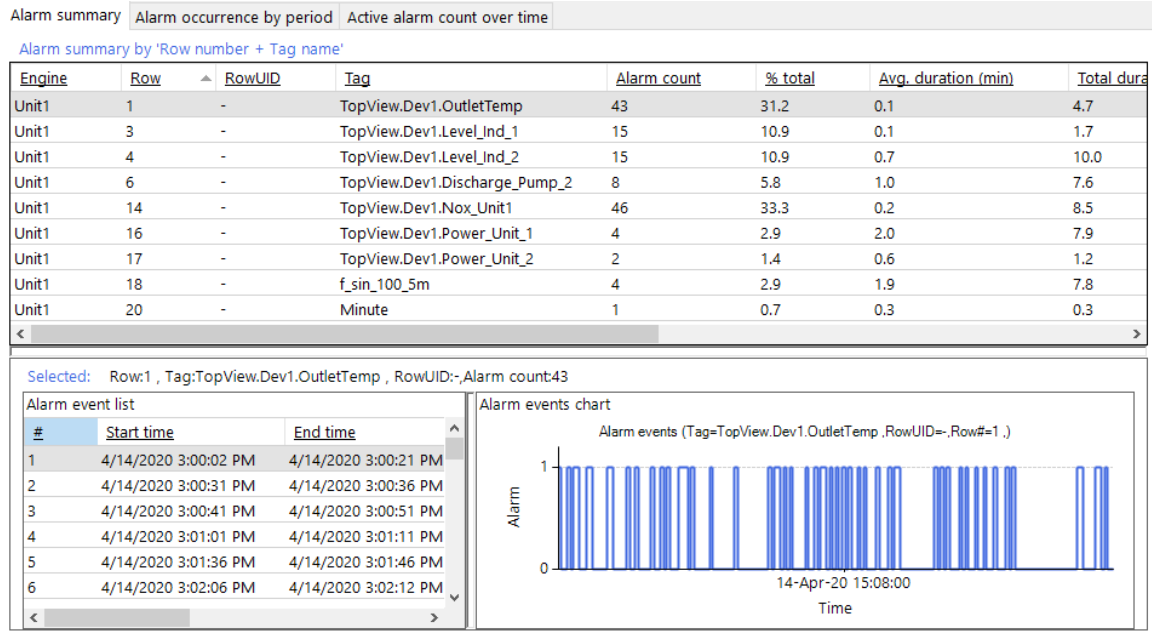 Alarm summary Alarm occurrence by period Active alarm count over time
Alarm summary by 'Row number + Tag name'
Engine Row RowUID Tag Alarm count % total Avg. duration (min) Total dura
Unit1 1 - TopView.Dev1.OutletTemp 43 31.2 0.1 4.7
Unit1 3 - TopView.Dev1.Level_Ind_1 15 10.9 0.1 1.7
Unit1 4 - TopView.Dev1.Level_Ind_2 15 10.9 0.7 10.0
Unit1 6 - TopView.Dev1.Discharge_Pump_2 8 5.8 1.0 7.6
Unit1 14 - TopView.Dev1.Nox_Unit1 46 33.3 0.2 8.5
Unit1 16 - TopView.Dev1.Power_Unit_1 4 2.9 2.0 7.9
Unit1 17 - TopView.Dev1.Power_Unit_2 2 1.4 0.6 1.2
Unit1 18 - f_sin_100_5m 4 2.9 1.9 7.8
Unit1 20 - Minute 1 0.7 0.3 0.3
Selected: Row:1 , Tag:TopView.Dev1.OutletTemp , RowUID:-,Alarm count:43
Alarm event list
# Start time End time
1 4/14/2020 3:00:02 PM 4/14/2020 3:00:21 PM
2 4/14/2020 3:00:31 PM 4/14/2020 3:00:36 PM
3 4/14/2020 3:00:41 PM 4/14/2020 3:00:51 PM
4 4/14/2020 3:01:01 PM 4/14/2020 3:01:11 PM
5 4/14/2020 3:01:36 PM 4/14/2020 3:01:46 PM
6 4/14/2020 3:02:06 PM 4/14/2020 3:02:12 PM
Alarm events chart
Alarm events (Tag=TopView.Dev1.OutletTemp ,RowUID=-,Row#=1 ,)
1
Alarm
0
14-Apr-20 15:08:00
Time